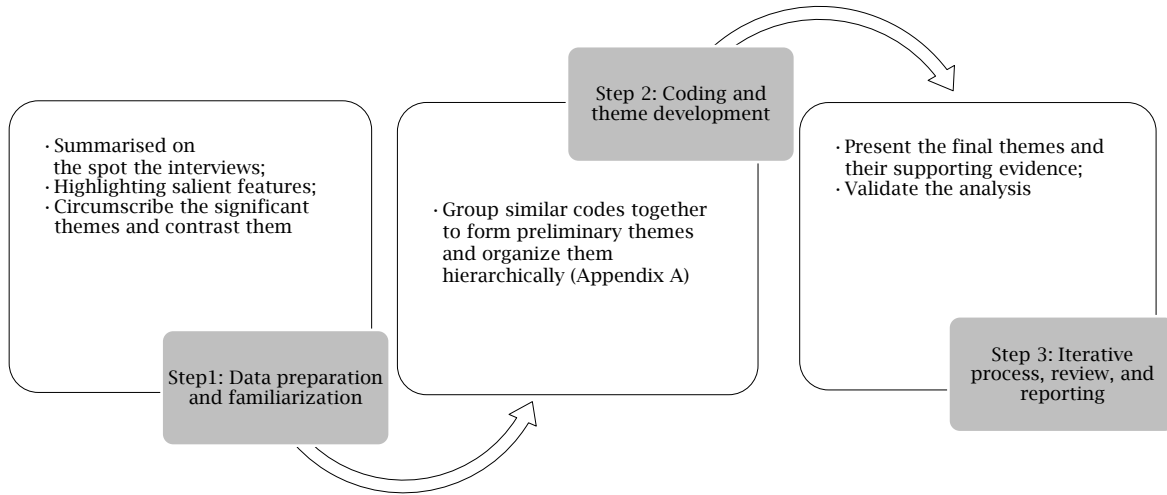 · Summarised on
the spot the interviews;
· Highlighting salient features;
· Circumscribe the significant
themes and contrast them
Step1: Data preparation
and familiarization
Step 2: Coding and
theme development
· Group similar codes together
to form preliminary themes
and organize them
hierarchically (Appendix A)
· Present the final themes and
their supporting evidence;
· Validate the analysis
Step 3: Iterative
process, review, and
reporting